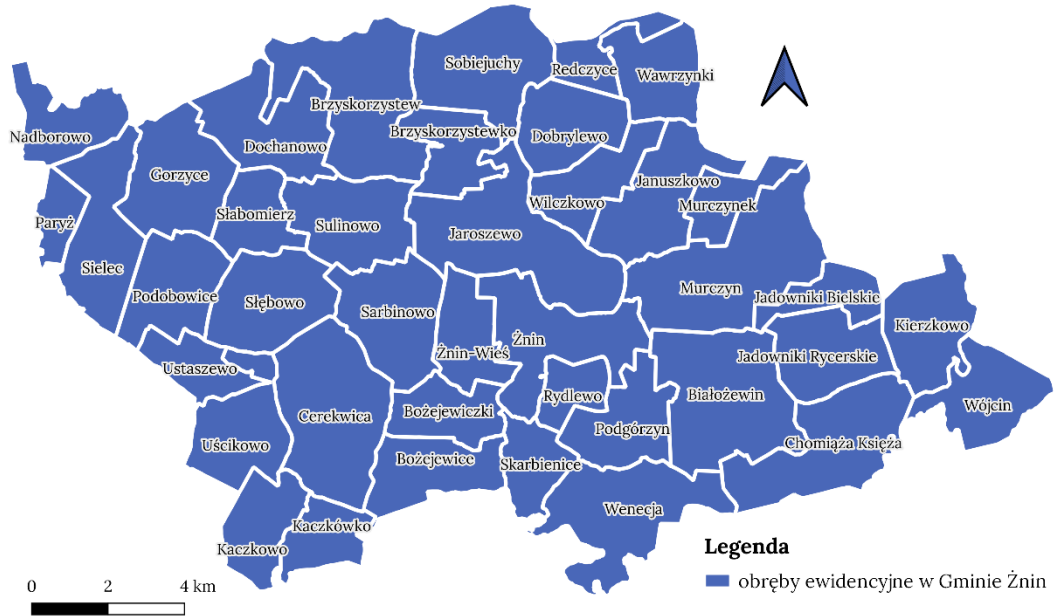 Sobiejuchy
Redczyce
Wawrzynki
Brzyskorzystew
Brzyskorzystewko
Dobrylewo
Nadborowo
Dochanowo
Gorzyce
Januszkowo
Wilczkowo
Murczynek
Słabomierz
Paryż
Sulinowo
Jaroszewo
Sielec
Podobowice
Słębowo
Sarbinowo
Murczyn
Jadowniki Bielskie
Kierzkowo
Żnin
Żnin-Wieś
Jadowniki Rycerskie
Ustaszewo
Rydlewo
Białożewin
Wójcin
Cerekwica
Bożejewiczki
Podgórzyn
Uścikowo
Chomiąża Księża
Bożejewice
Skarbienice
Wenecja
Kaczkówko
Kaczkowo
Legenda
obręby ewidencyjne w Gminie Żnin
0 2 4 km